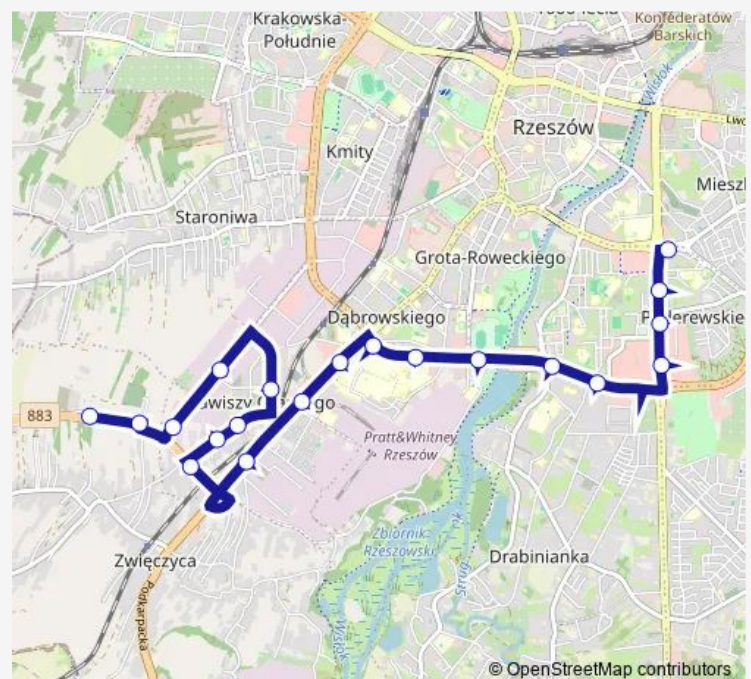 Krakowska-
Południe
Konfederatów
Barskich
Wisłok
Rzeszów
Kmity
Staroniwa
Grota-Roweckiego
Dąbrowskiego
883
Pratt&Whitney
Rzeszów
Zbiornik
Rzeszowski
Strug
Drabinianka
Zwięczyca
Podkarpacka
Wisłok
© OpenStreetMap contributors